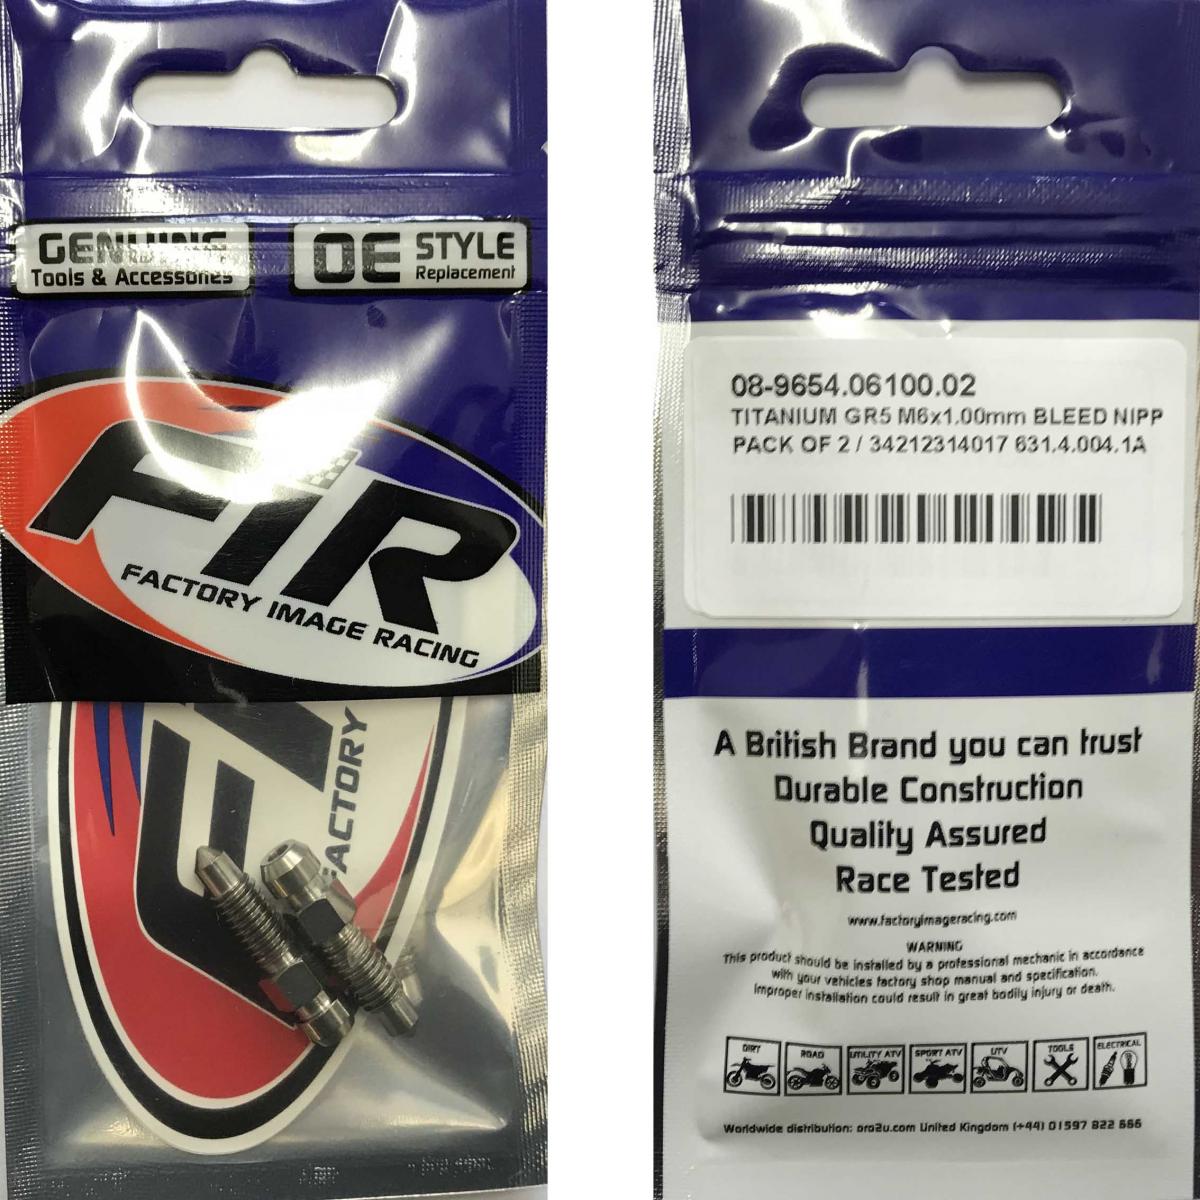 GENUINE
Tools & Accessories
OE STYLE
Replacement
FIR
FACTORY IMAGE RACING
FACTORY
08-9654.06100.02
TITANIUM GR5 M6x1.00mm BLEED NIPP
PACK OF 2 / 34212314017 631.4.004.1A
A British Brand you can trust
Durable Construction
Quality Assured
Race Tested
www.factoryimageracing.com
WARNING
This product should be installed by a professional mechanic in accordance
with your vehicles factory shop manual and specification.
Improper installation could result in great bodily injury or death.
DIRT ROAD UTILITY ATV SPORT ATV UTV TOOLS ELECTRICAL
Worldwide distribution: oro2u.com United Kingdom (+44) 01597 822 666